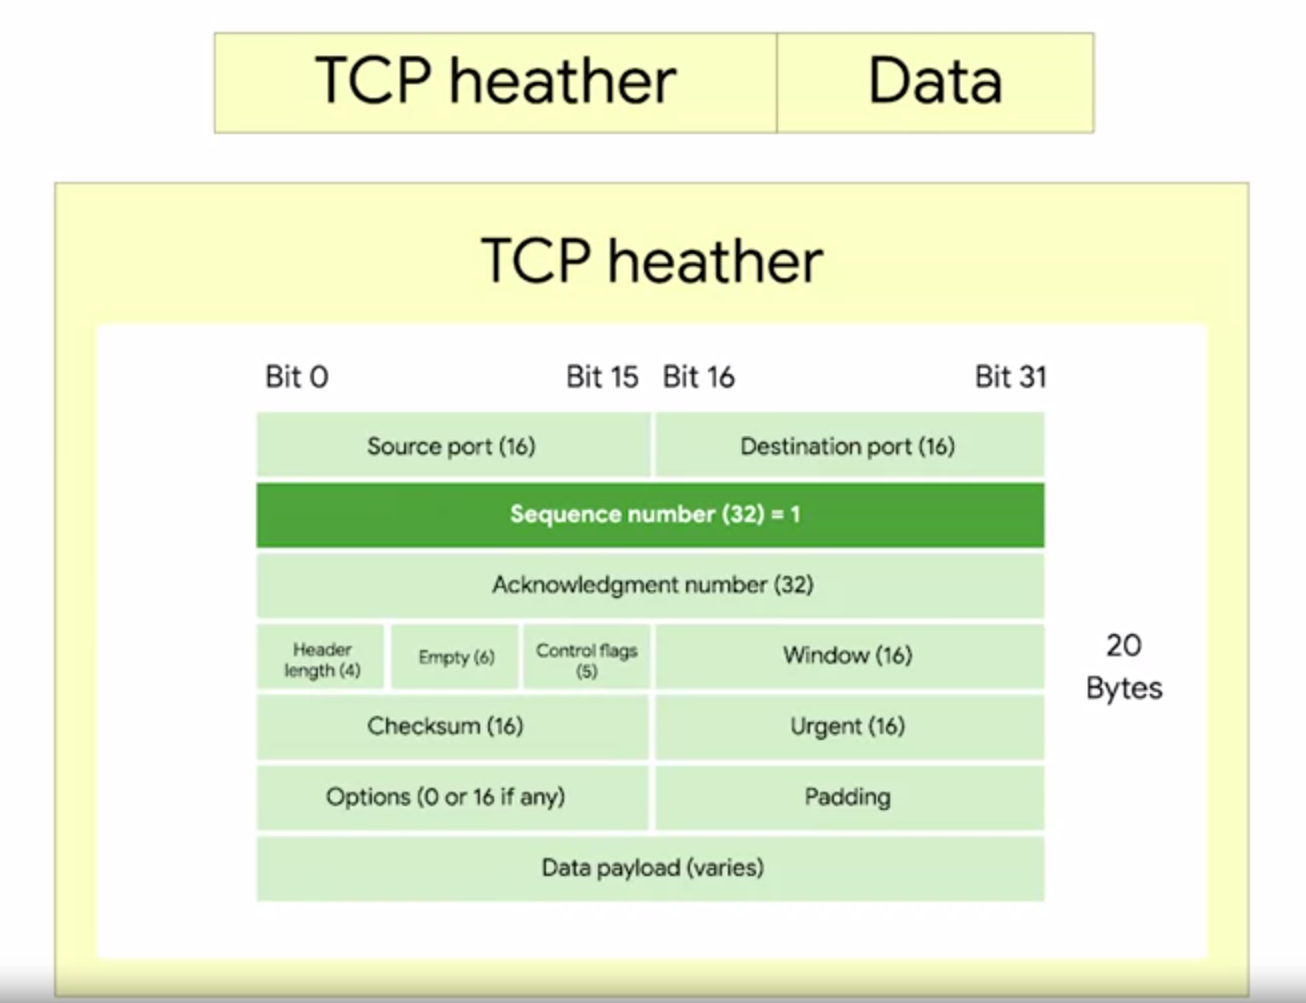 TCP heather Data
TCP heather
Bit 0 Bit 15 Bit 16 Bit 31
Source port (16) Destination port (16)
Sequence number (32) = 1
Acknowledgment number (32)
Header length (4) Empty (6) Control flags (5) Window (16)
20
Bytes
Checksum (16) Urgent (16)
Options (0 or 16 if any) Padding
Data payload (varies)